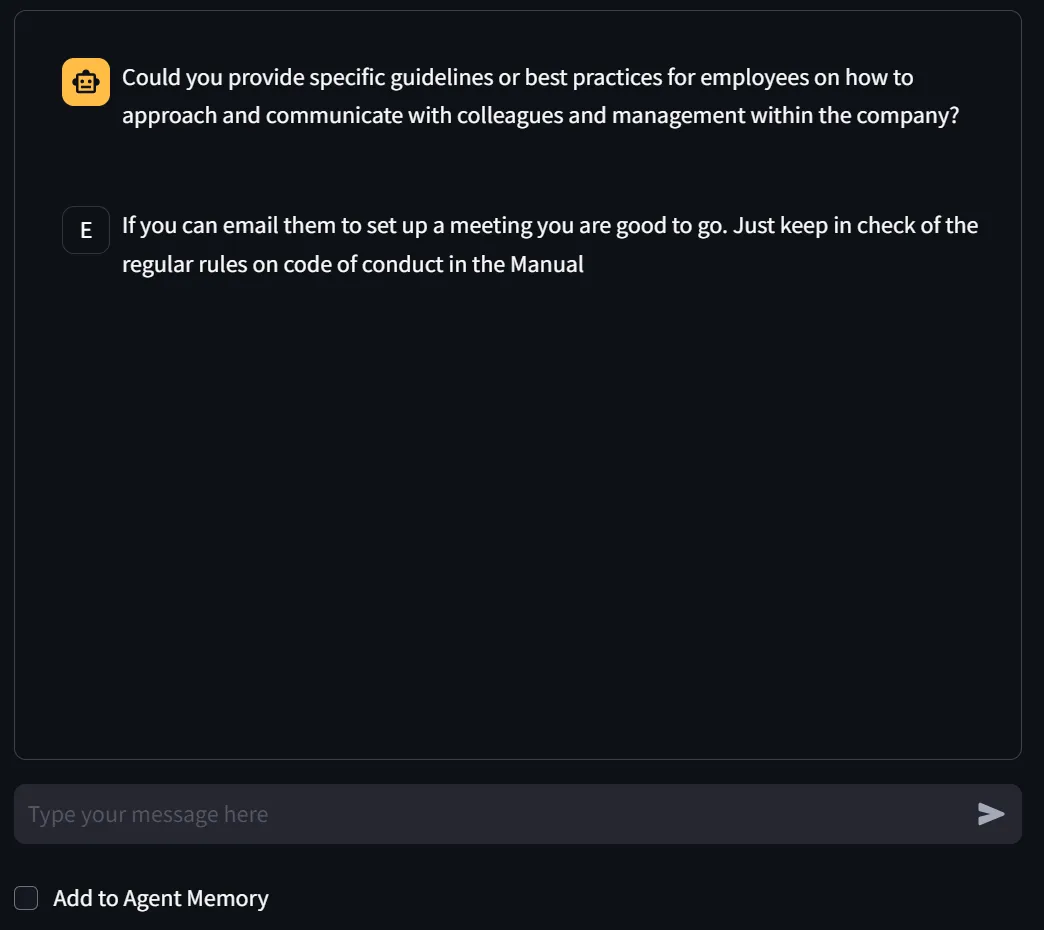 Could you provide specific guidelines or best practices for employees on how to
approach and communicate with colleagues and management within the company?
E
If you can email them to set up a meeting you are good to go. Just keep in check of the
regular rules on code of conduct in the Manual
Type your message here
Add to Agent Memory